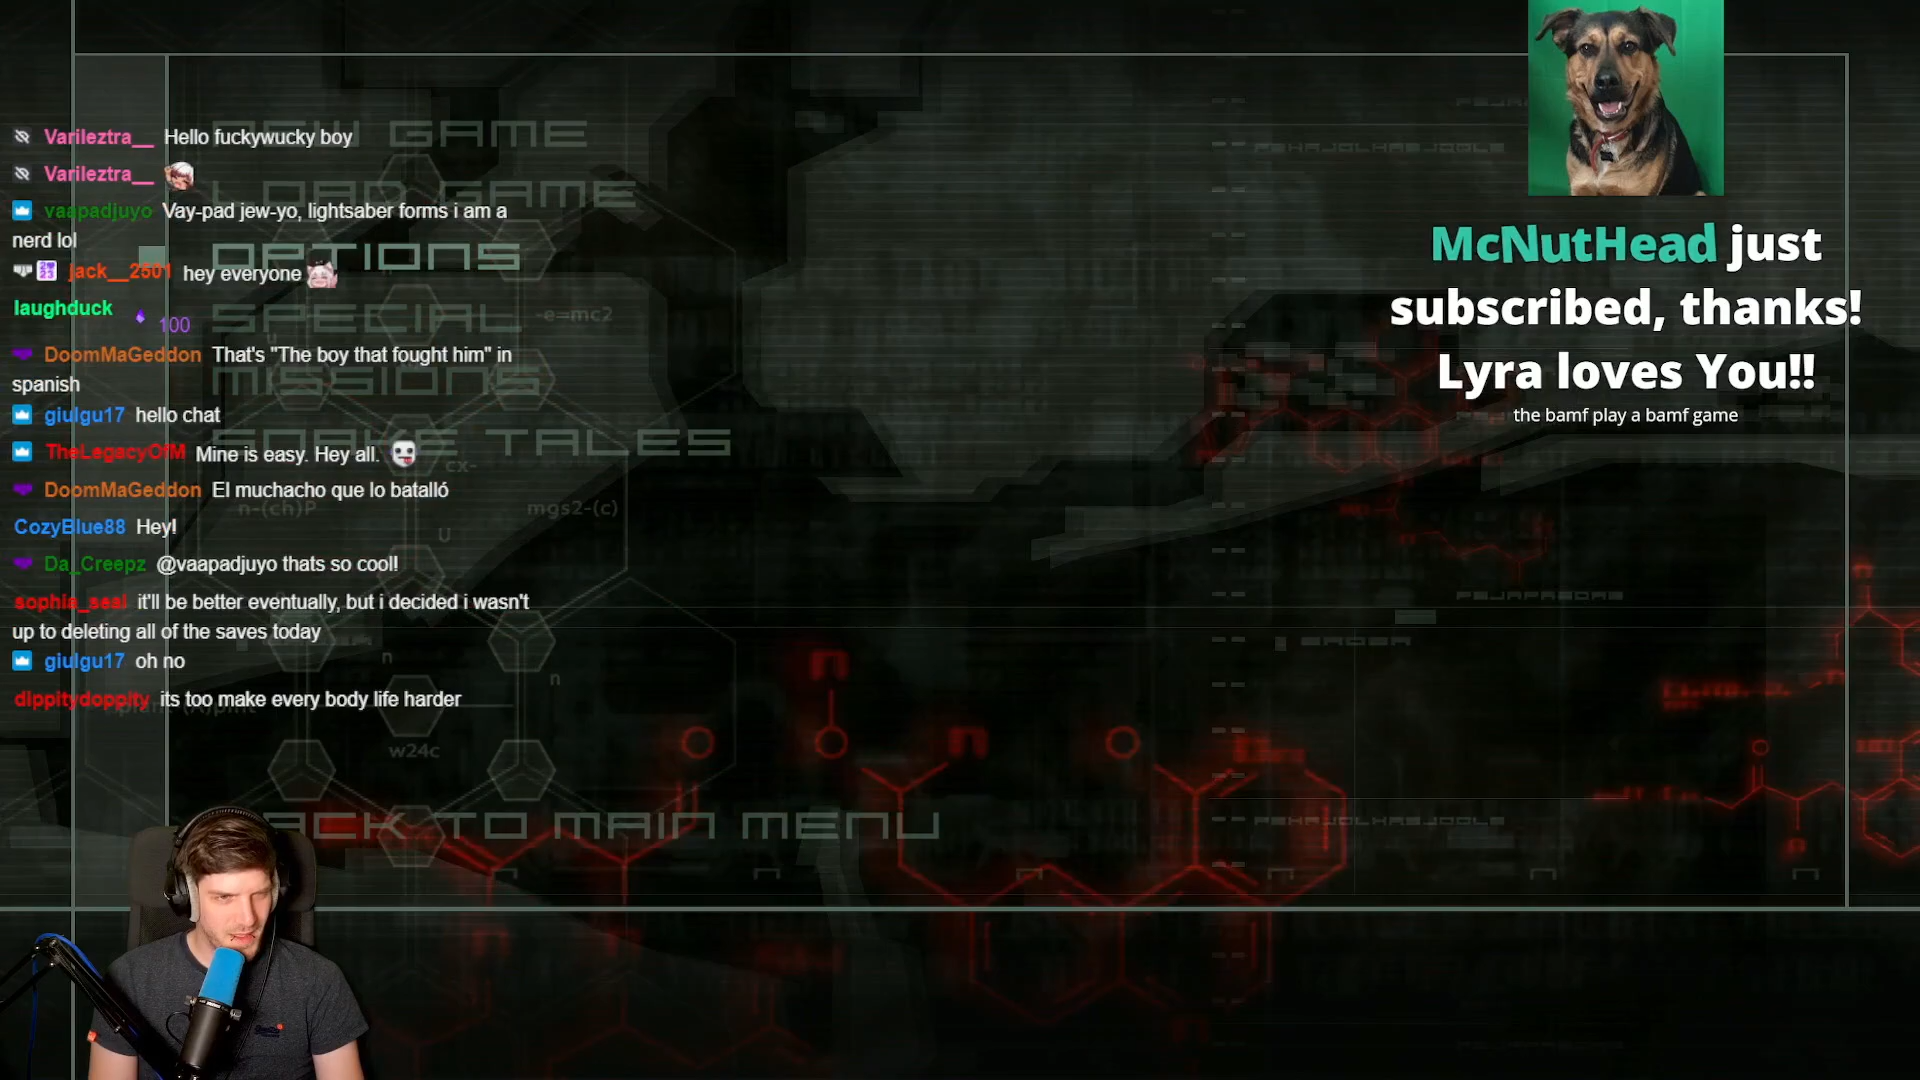 NEW GAME
LOAD GAME
OPTIONS
SPECIAL
MISSIONS
SNAKE TALES
BACK TO MAIN MENU
Varileztra__ Hello fuckywucky boy
Varileztra__
vaapadjuyo Vay-pad jew-yo, lightsaber forms i am a
nerd lol
jack__2501 hey everyone
laughduck 100
DoomMaGeddon That's "The boy that fought him" in
spanish
giulgu17 hello chat
TheLegacyOfM Mine is easy. Hey all.
DoomMaGeddon El muchacho que lo batalló
CozyBlue88 Hey!
Da_Creepz @vaapadjuyo thats so cool!
sophia_seal it'll be better eventually, but i decided i wasn't
up to deleting all of the saves today
giulgu17 oh no
dippitydoppity its too make every body life harder
-e=mc2
cx-
n-(ch)P
mgs2-(c)
U
n
n
w24c
n
O
O
n
O
McNutHead just
subscribed, thanks!
Lyra loves You!!
the bamf play a bamf game